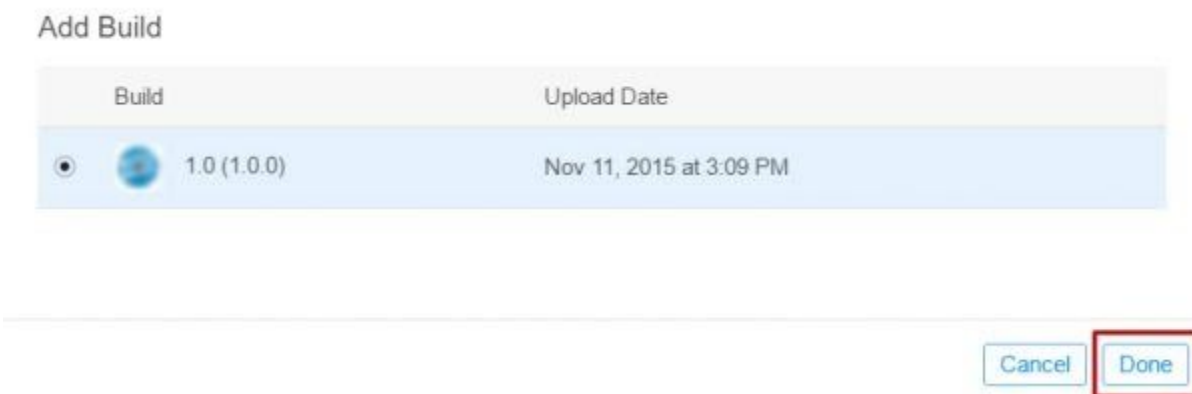 Add Build
Build Upload Date
1.0 (1.0.0) Nov 11, 2015 at 3:09 PM
Cancel Done